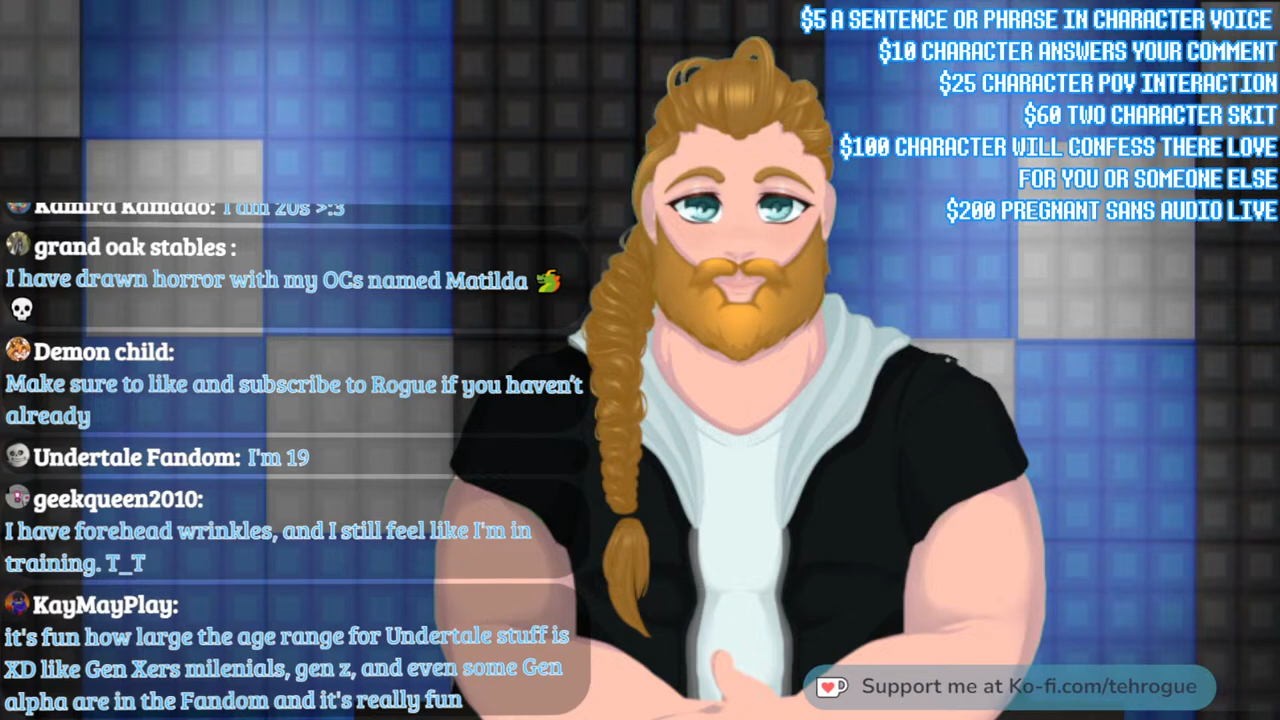 $5 A SENTENCE OR PHRASE IN CHARACTER VOICE
$10 CHARACTER ANSWERS YOUR COMMENT
$25 CHARACTER POV INTERACTION
$60 TWO CHARACTER SKIT
$100 CHARACTER WILL CONFESS THERE LOVE
FOR YOU OR SOMEONE ELSE
$200 PREGNANT SANS AUDIO LIVE
Kamira Kamado: I am 20s >:3
grand oak stables :
I have drawn horror with my OCs named Matilda 🐲
💀
Demon child:
Make sure to like and subscribe to Rogue if you haven't
already
Undertale Fandom: I'm 19
geekqueen2010:
I have forehead wrinkles, and I still feel like I'm in
training. T_T
KayMayPlay:
it's fun how large the age range for Undertale stuff is
XD like Gen Xers milenials, gen z, and even some Gen
alpha are in the Fandom and it's really fun
Support me at Ko-fi.com/tehrogue